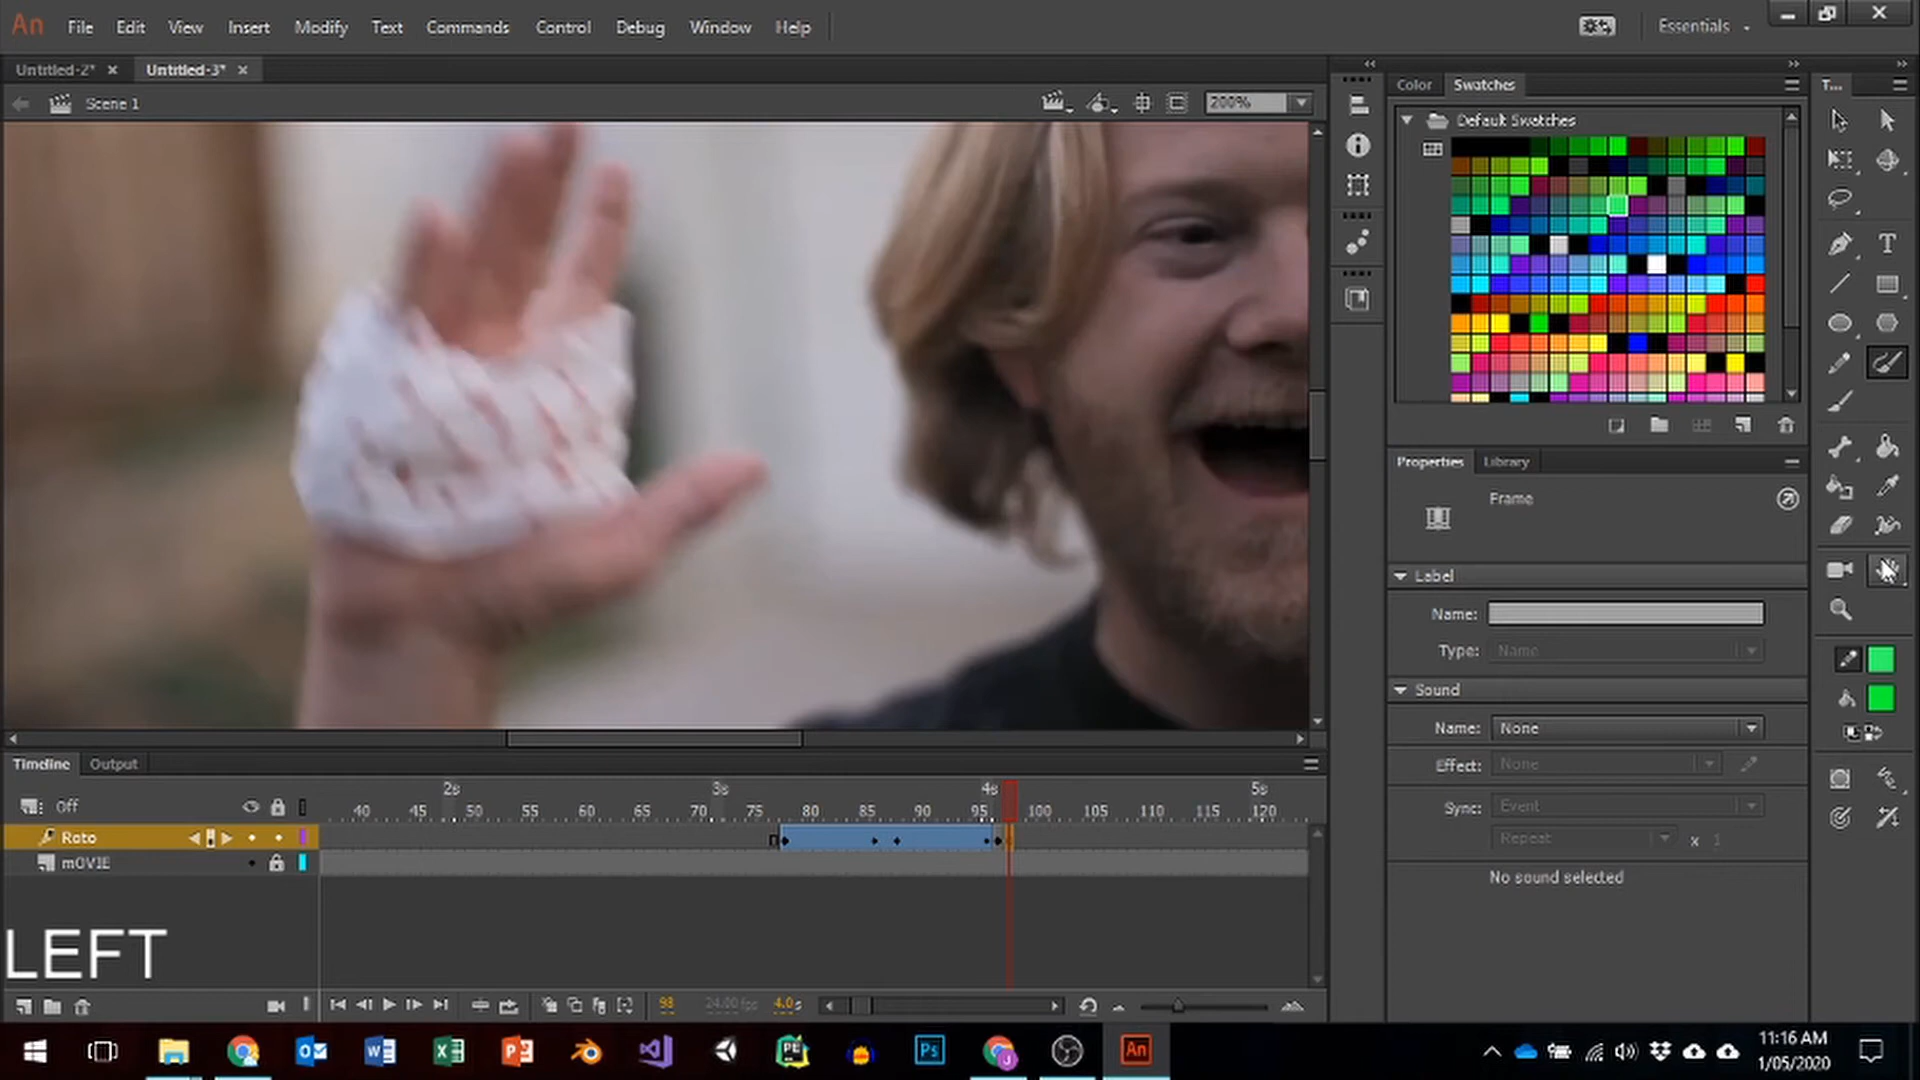 An File Edit View Insert Modify Text Commands Control Debug Window Help Essentials
Untitled-2* × Untitled-3* ×
Scene 1 200%
Color Swatches T...
Default Swatches
Properties Library
Frame
Label
Name:
Type: Name
Sound
Name: None
Effect: None
Sync: Event
Repeat x 1
No sound selected
Timeline Output
2s 3s 4s 5s
Off 40 45 50 55 60 65 70 75 80 85 90 95 100 105 110 115 120
Roto
mOVIE
LEFT
98 24.00 fps 4.0 s
11:16 AM
1/05/2020